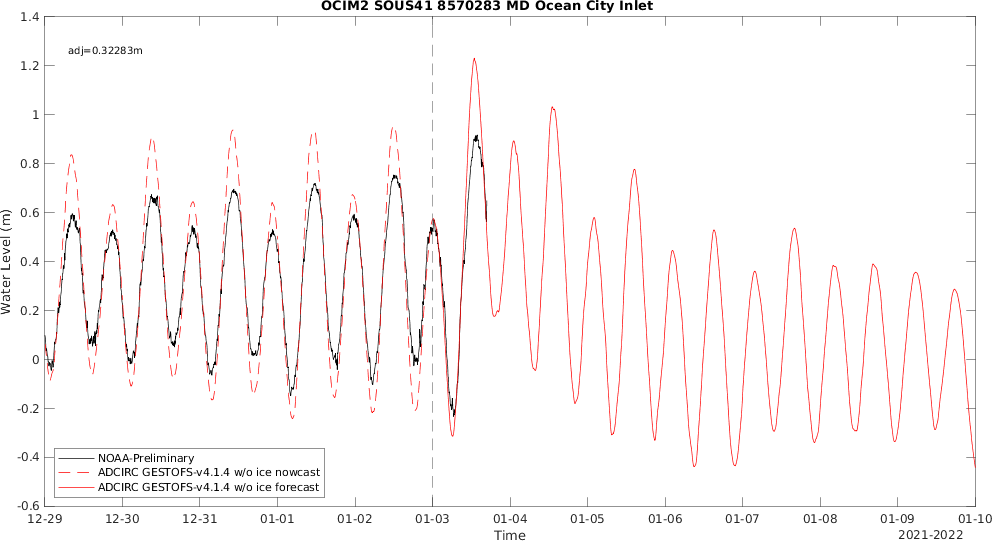 OCIM2 SOUS41 8570283 MD Ocean City Inlet
adj=0.32283m
1.4
1.2
1
0.8
0.6
0.4
0.2
0
-0.2
-0.4
-0.6
Water Level (m)
NOAA-Preliminary
ADCIRC GESTOFS-v4.1.4 w/o ice nowcast
ADCIRC GESTOFS-v4.1.4 w/o ice forecast
12-29 12-30 12-31 01-01 01-02 01-03 01-04 01-05 01-06 01-07 01-08 01-09 01-10
Time
2021-2022